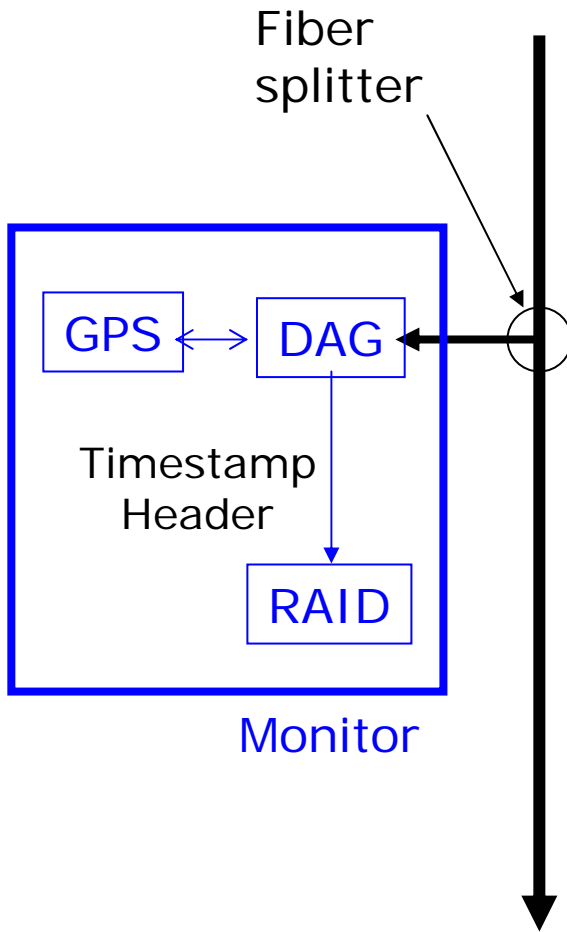 Fiber
splitter
GPS
DAG
Timestamp
Header
RAID
Monitor